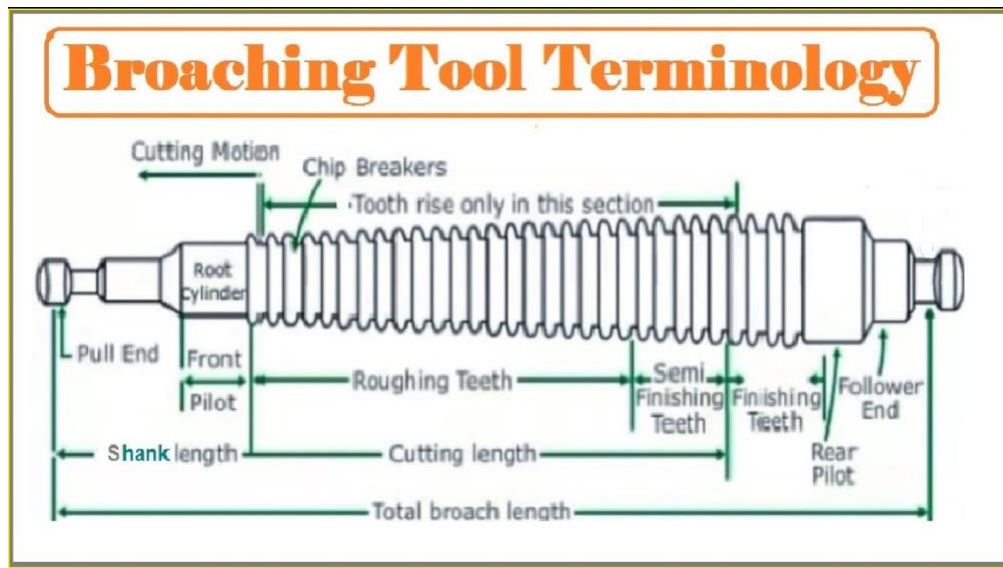 Broaching Tool Terminology
Cutting Motion
Chip Breakers
Tooth rise only in this section
Root
Cylinder
Pull End
Front
Pilot
Roughing Teeth
Semi
Finishing
Teeth
Finishing
Teeth
Follower
End
Rear
Pilot
Shank length
Cutting length
Total broach length